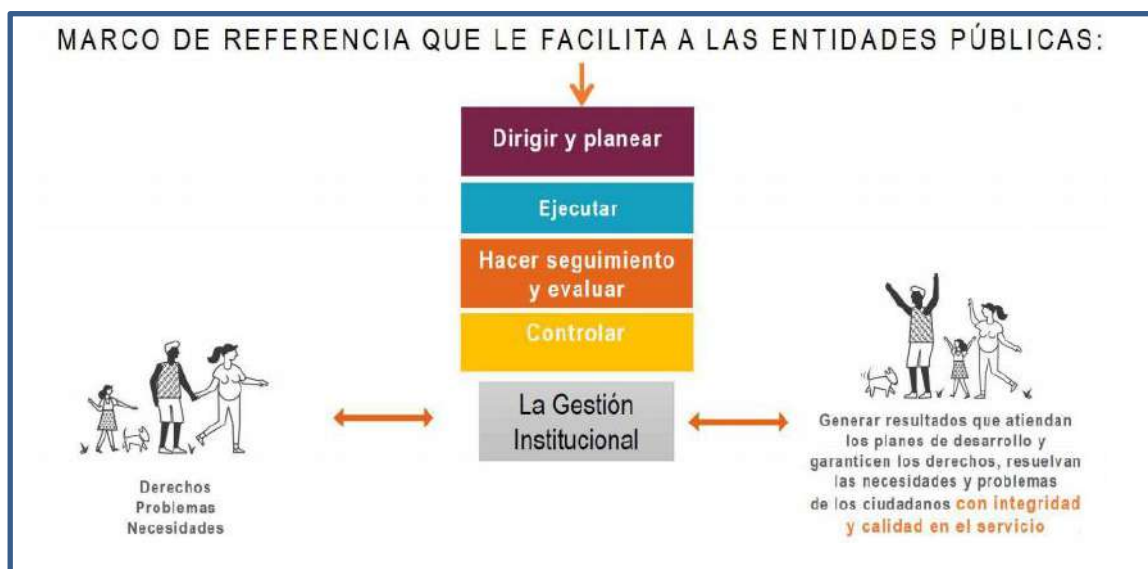 MARCO DE REFERENCIA QUE LE FACILITA A LAS ENTIDADES PÚBLICAS:
Dirigir y planear
Ejecutar
Hacer seguimiento
y evaluar
Controlar
La Gestión
Institucional
Derechos
Problemas
Necesidades
Generar resultados que atiendan
los planes de desarrollo y
garanticen los derechos, resuelvan
las necesidades y problemas
de los ciudadanos con integridad
y calidad en el servicio